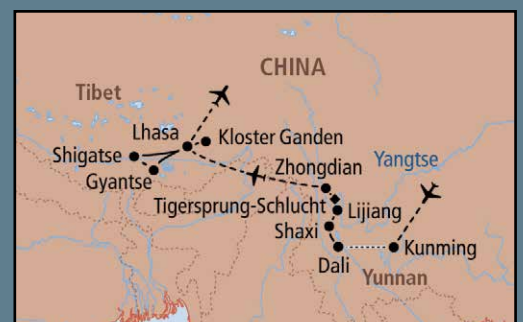 CHINA
Tibet
Lhasa
Kloster Ganden
Shigatse
Gyantse
Zhongdian
Yangtse
Tigersprung-Schlucht
Lijiang
Shaxi
Dali
Kunming
Yunnan